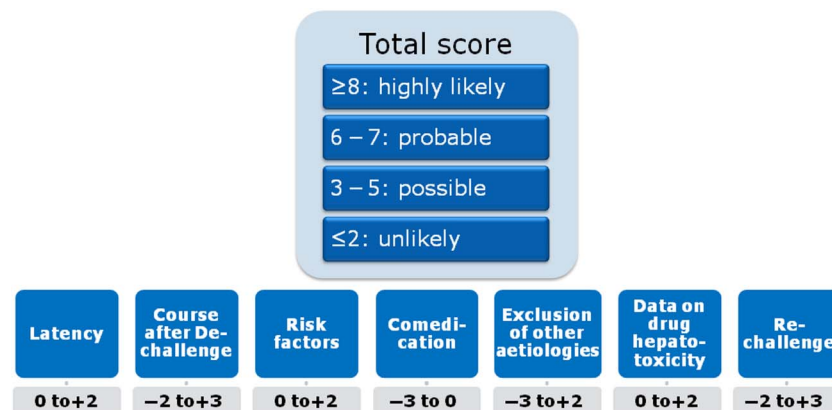 Total score
≥8: highly likely
6 – 7: probable
3 – 5: possible
≤2: unlikely
Latency
Course
after De-
challenge
Risk
factors
Comedi-
cation
Exclusion
of other
aetiologies
Data on
drug
hepato-
toxicity
Re-
challenge
0 to+2
−2 to+3
0 to+2
−3 to 0
−3 to+2
0 to+2
−2 to+3